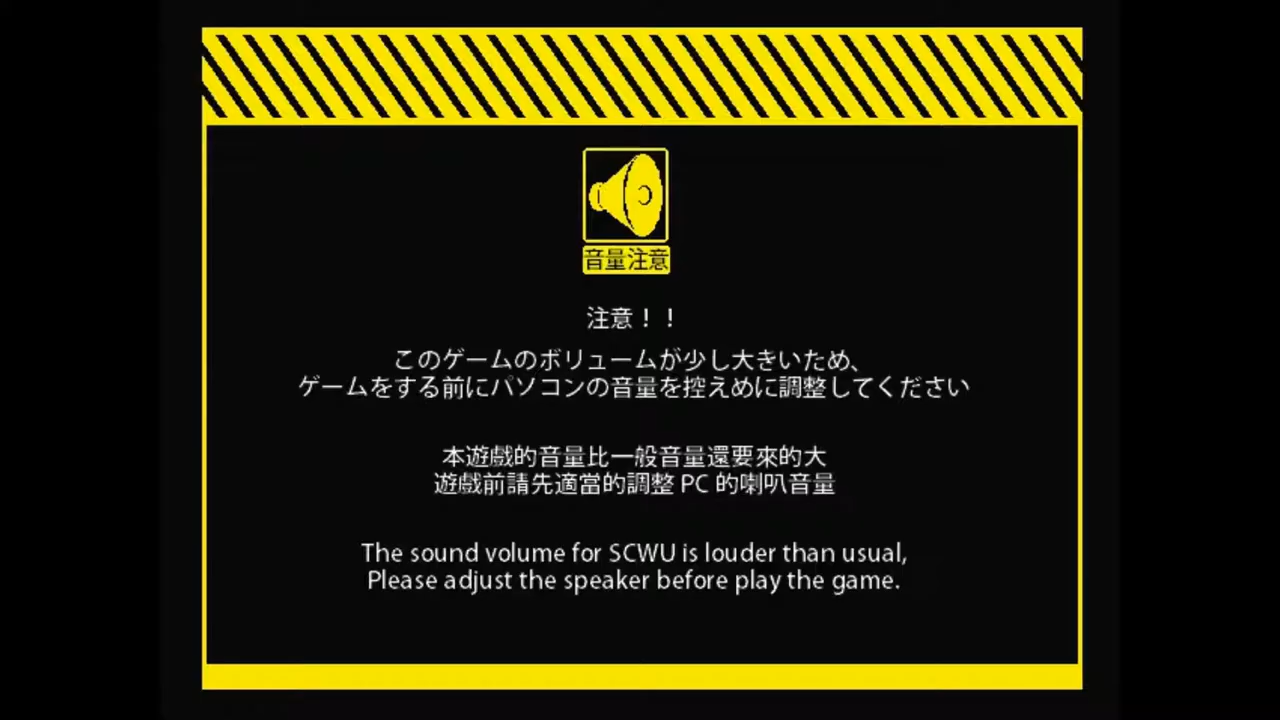 音量注意
注意！！
このゲームのボリュームが少し大きいため、
ゲームをする前にパソコンの音量を控えめに調整してください
本遊戲的音量比一般音量還要來的大
遊戲前請先適當的調整 PC 的喇叭音量
The sound volume for SCWU is louder than usual,
Please adjust the speaker before play the game.